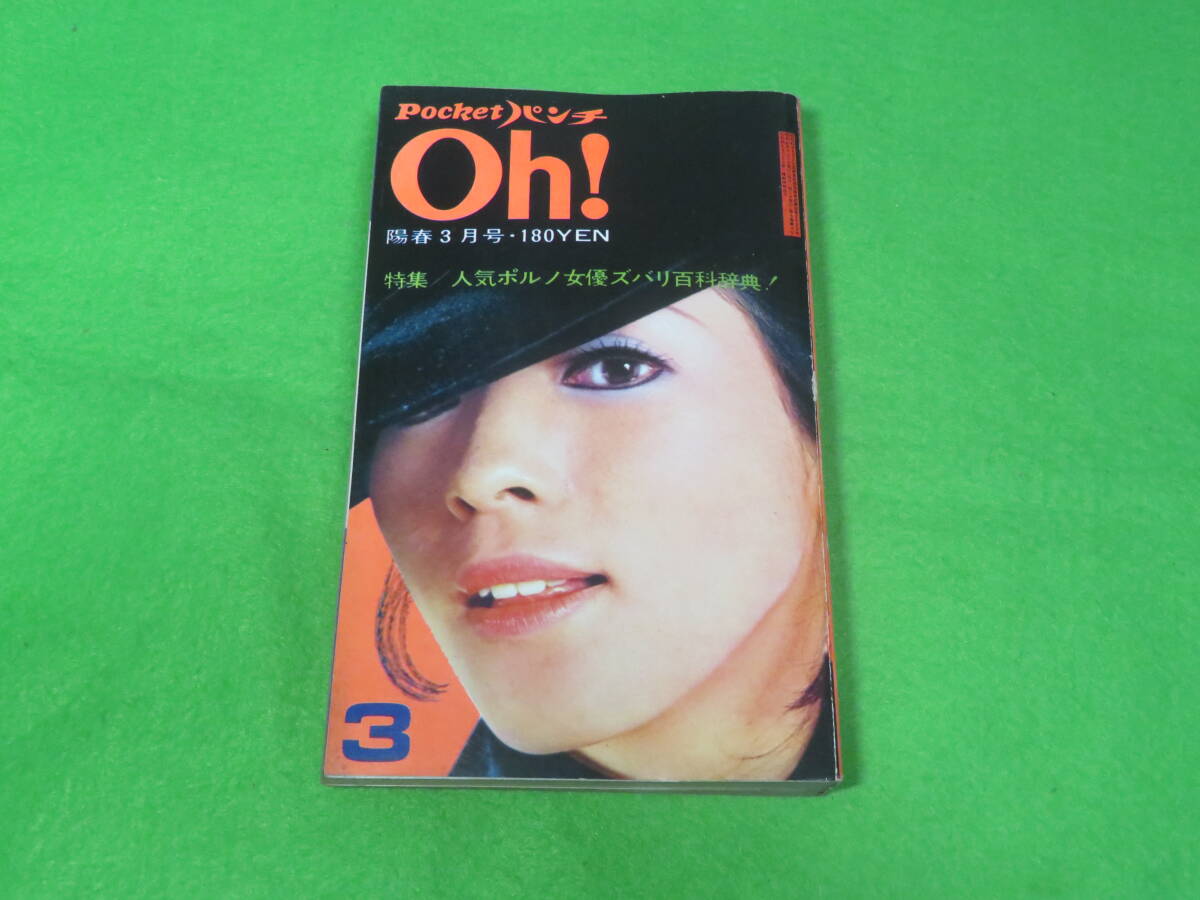 Pocketパンチ
Oh!
陽春3月号・180YEN
特集/人気ポルノ女優ズバリ百科辞典!
3